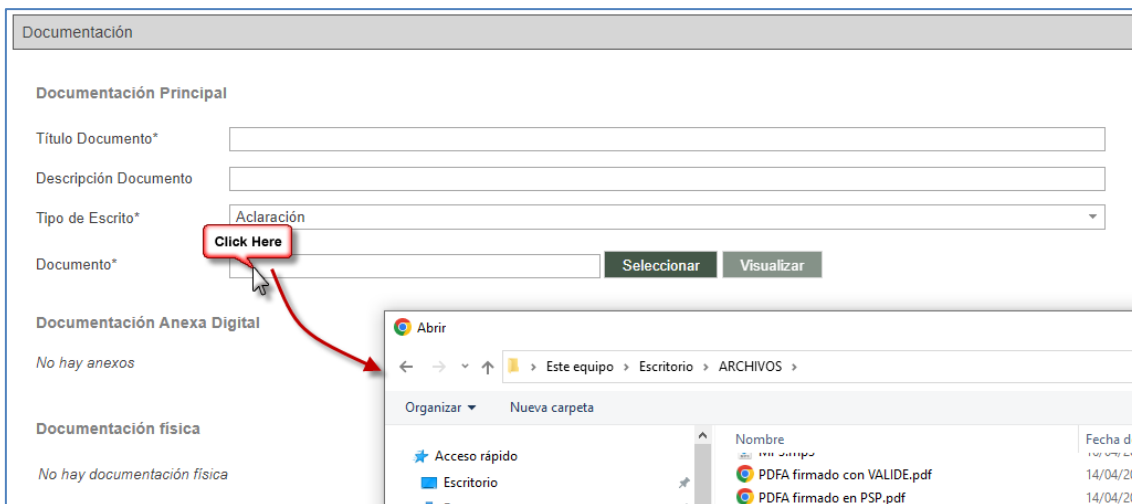 Documentación
Documentación Principal
Título Documento*
Descripción Documento
Tipo de Escrito* Aclaración
Click Here
Documento* Seleccionar Visualizar
Documentación Anexa Digital
No hay anexos
Documentación física
No hay documentación física
Abrir
Este equipo > Escritorio > ARCHIVOS >
Organizar Nueva carpeta
Nombre Fecha d
Acceso rápido
PDFA firmado con VALIDE.pdf 14/04/20
Escritorio
PDFA firmado en PSP.pdf 14/04/20